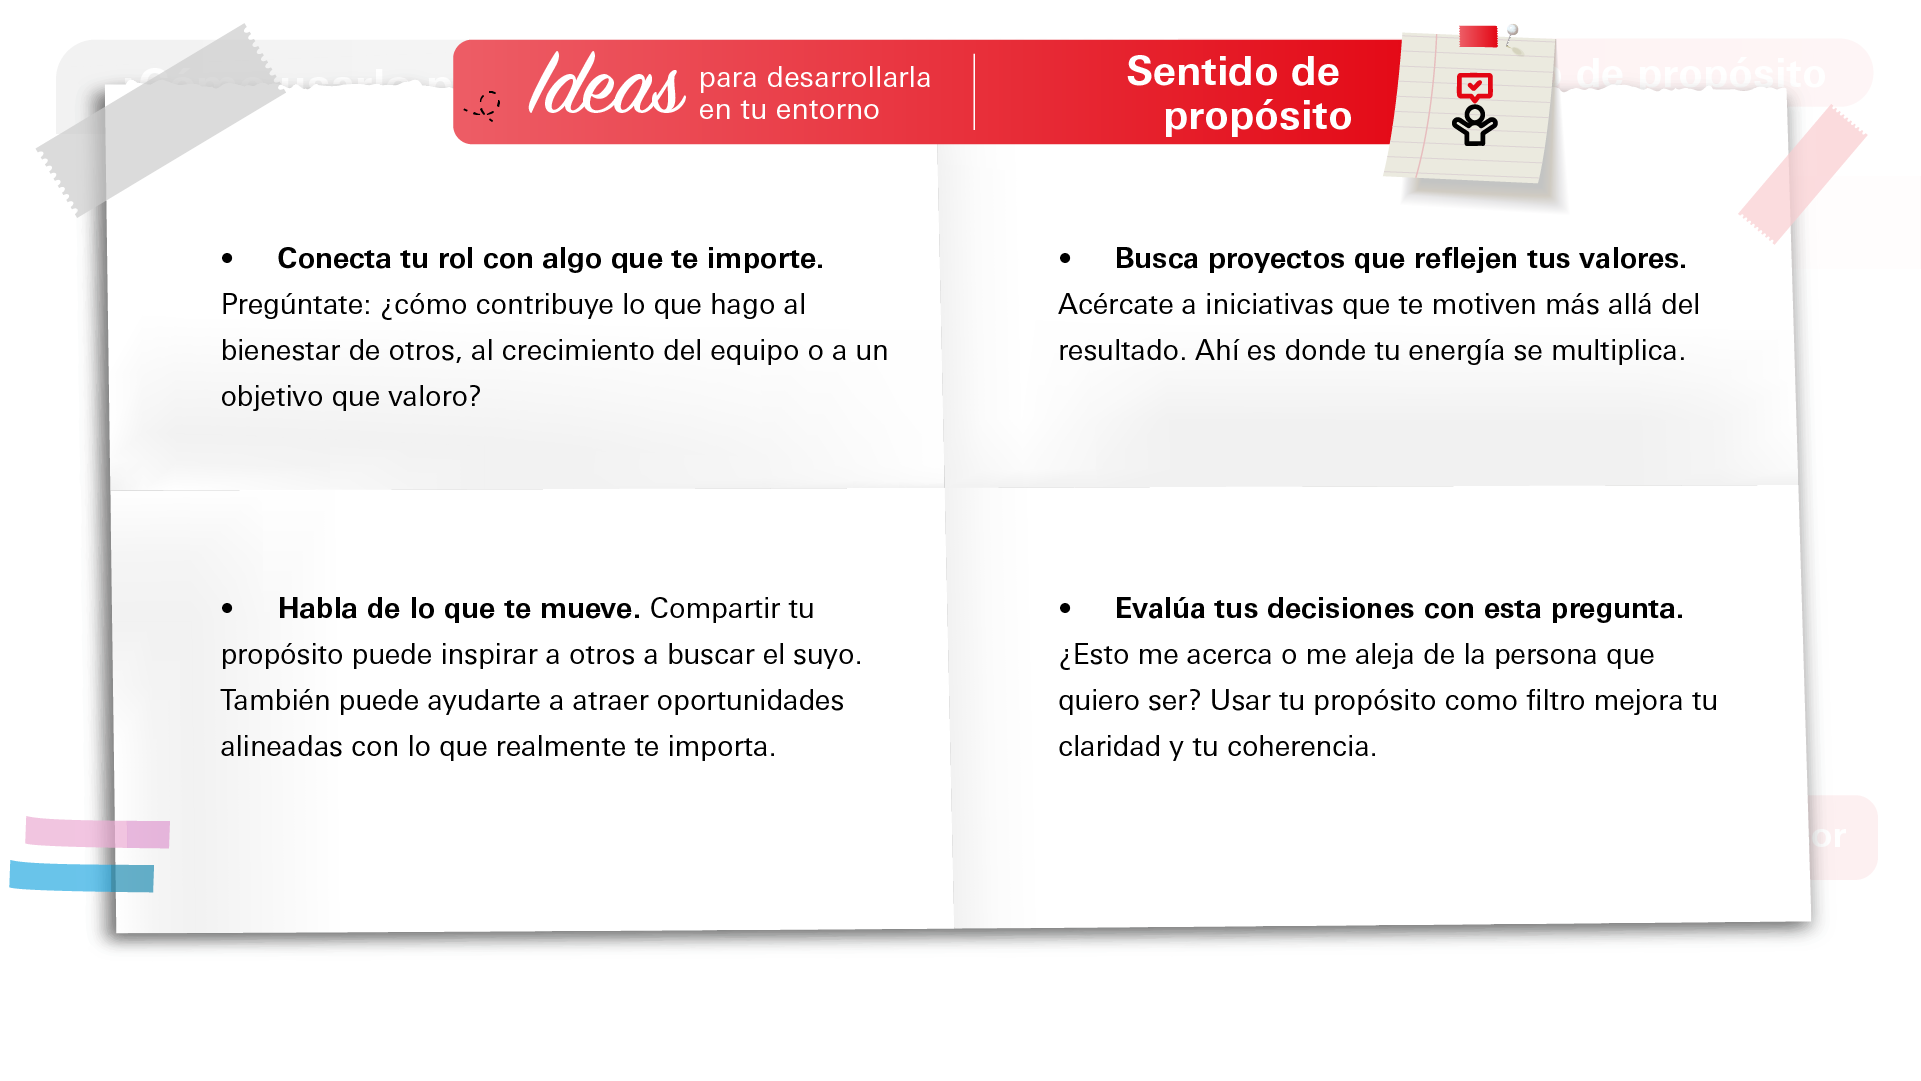 Ideas para desarrollarla
en tu entorno
Sentido de
propósito
de propósito
• Conecta tu rol con algo que te importe.
Pregúntate: ¿cómo contribuye lo que hago al
bienestar de otros, al crecimiento del equipo o a un
objetivo que valoro?
• Busca proyectos que reflejen tus valores.
Acércate a iniciativas que te motiven más allá del
resultado. Ahí es donde tu energía se multiplica.
• Habla de lo que te mueve. Compartir tu
propósito puede inspirar a otros a buscar el suyo.
También puede ayudarte a atraer oportunidades
alineadas con lo que realmente te importa.
• Evalúa tus decisiones con esta pregunta.
¿Esto me acerca o me aleja de la persona que
quiero ser? Usar tu propósito como filtro mejora tu
claridad y tu coherencia.